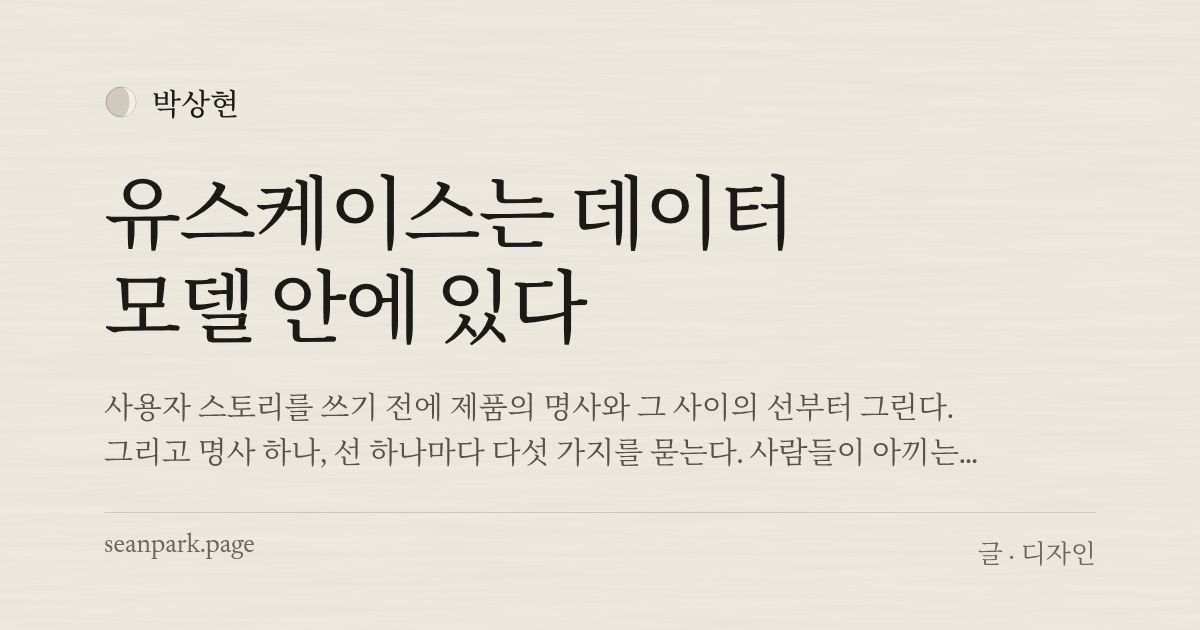 박상현
유스케이스는 데이터
모델 안에 있다
사용자 스토리를 쓰기 전에 제품의 명사와 그 사이의 선부터 그린다.
그리고 명사 하나, 선 하나마다 다섯 가지를 묻는다. 사람들이 아끼는...
seanpark.page
글 · 디자인